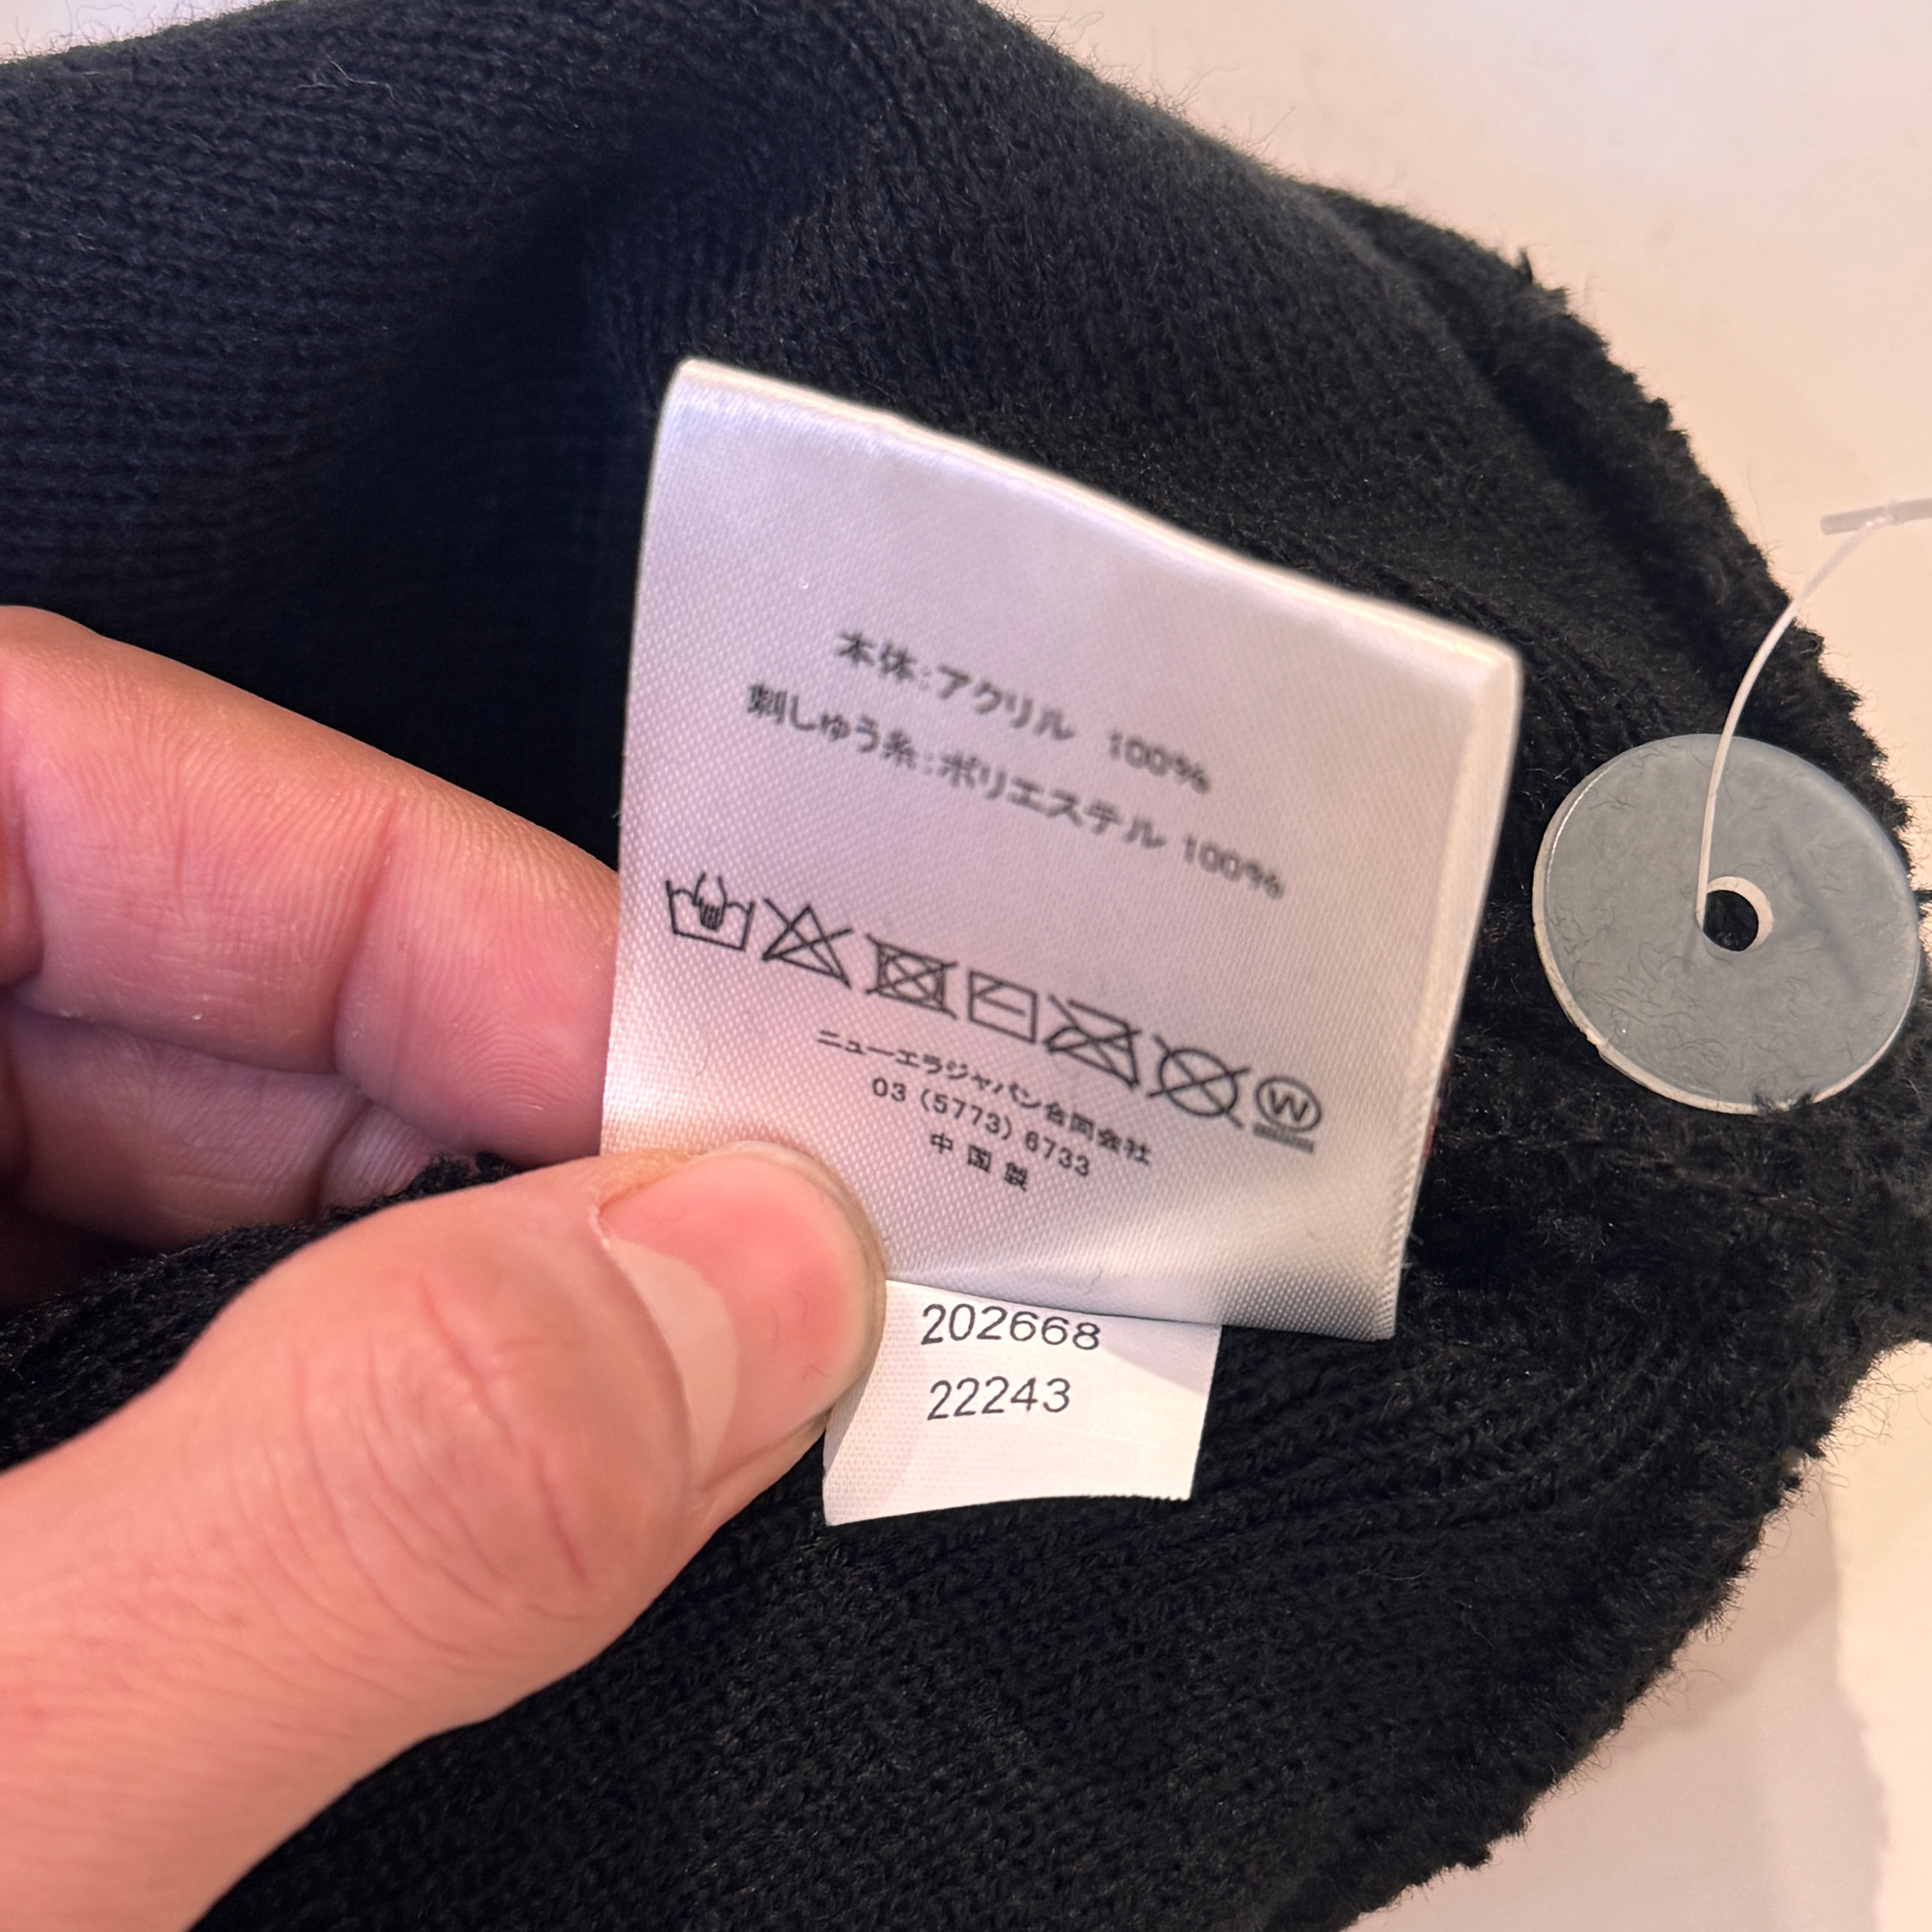 本体:アクリル 100%
刺しゅう糸:ポリエステル 100%
W
ニューエラジャパン合同会社
03 (5773) 6733
中国製
202668
22243